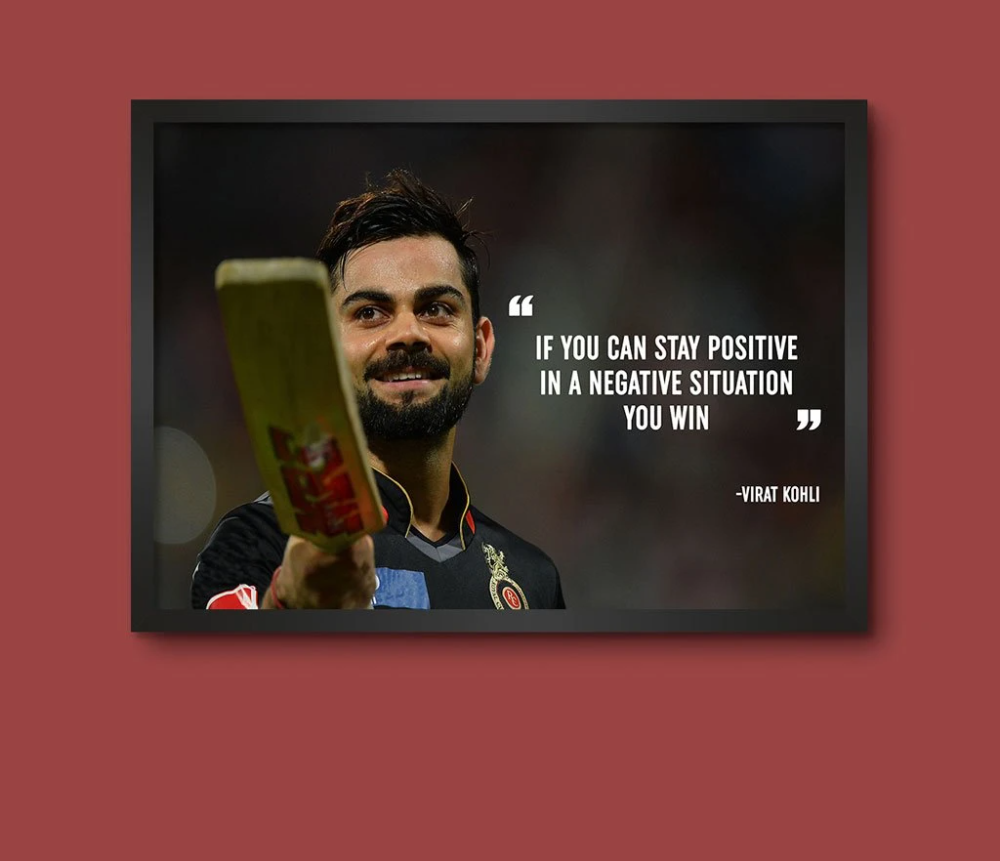 “
IF YOU CAN STAY POSITIVE
IN A NEGATIVE SITUATION
YOU WIN
”
-VIRAT KOHLI